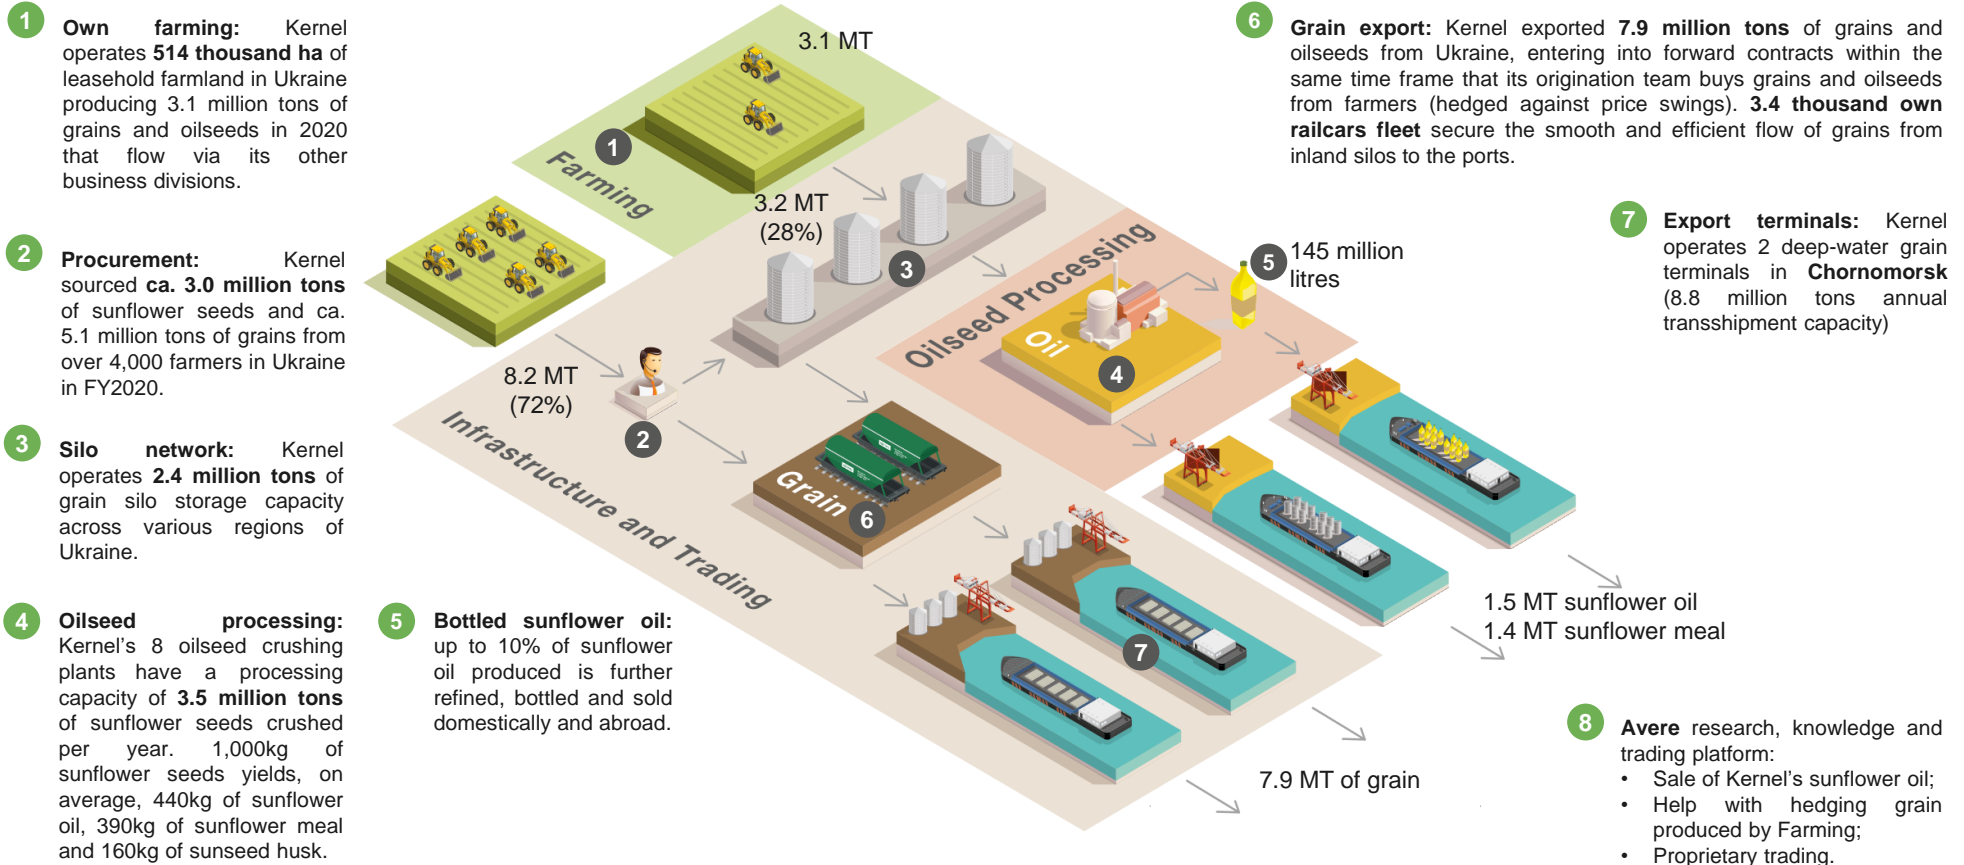 1
Own farming: Kernel
operates 514 thousand ha of
leasehold farmland in Ukraine
producing 3.1 million tons of
grains and oilseeds in 2020
that flow via its other
business divisions.
2
Procurement: Kernel
sourced ca. 3.0 million tons
of sunflower seeds and ca.
5.1 million tons of grains from
over 4,000 farmers in Ukraine
in FY2020.
3
Silo network: Kernel
operates 2.4 million tons of
grain silo storage capacity
across various regions of
Ukraine.
4
Oilseed processing:
Kernel's 8 oilseed crushing
plants have a processing
capacity of 3.5 million tons
of sunflower seeds crushed
per year. 1,000kg of
sunflower seeds yields, on
average, 440kg of sunflower
oil, 390kg of sunflower meal
and 160kg of sunseed husk.
5
Bottled sunflower oil:
up to 10% of sunflower
oil produced is further
refined, bottled and sold
domestically and abroad.
3.1 MT
1
Farming
3.2 MT
(28%)
3
8.2 MT
(72%)
2
Infrastructure and Trading
Oilseed Processing
Oil
4
5
145 million
litres
Grain
6
7
1.5 MT sunflower oil
1.4 MT sunflower meal
7.9 MT of grain
6
Grain export: Kernel exported 7.9 million tons of grains and
oilseeds from Ukraine, entering into forward contracts within the
same time frame that its origination team buys grains and oilseeds
from farmers (hedged against price swings). 3.4 thousand own
railcars fleet secure the smooth and efficient flow of grains from
inland silos to the ports.
7
Export terminals: Kernel
operates 2 deep-water grain
terminals in Chornomorsk
(8.8 million tons annual
transshipment capacity)
8
Avere research, knowledge and
trading platform:
• Sale of Kernel's sunflower oil;
• Help with hedging grain
produced by Farming;
• Proprietary trading.